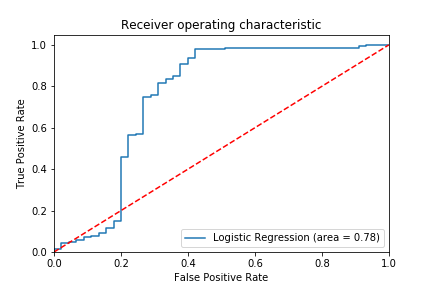 Receiver operating characteristic
1.0
0.8
0.6
0.4
0.2
0.0
True Positive Rate
Logistic Regression (area = 0.78)
0.0 0.2 0.4 0.6 0.8 1.0
False Positive Rate